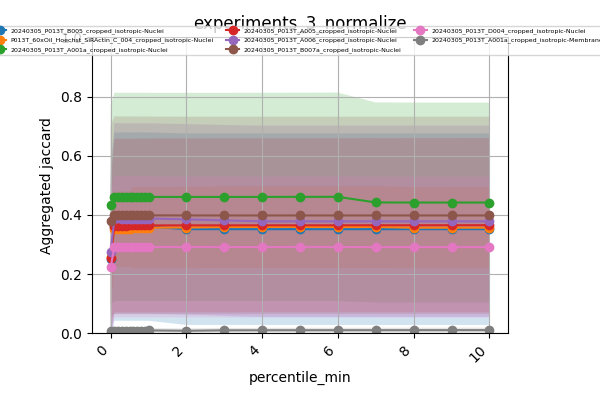 experiments_3_normalize
20240305_P013T_B005_cropped_isotropic-Nuclei
20240305_P013T_A005_cropped_isotropic-Nuclei
20240305_P013T_D004_cropped_isotropic-Nuclei
P013T_60xOil_Hoechst_SiRActin_C_004_cropped_isotropic-Nuclei
20240305_P013T_A006_cropped_isotropic-Nuclei
20240305_P013T_A001a_cropped_isotropic-Membrane
20240305_P013T_A001a_cropped_isotropic-Nuclei
20240305_P013T_B007a_cropped_isotropic-Nuclei
Aggregated jaccard
0.8
0.6
0.4
0.2
0.0
0
2
4
6
8
10
percentile_min